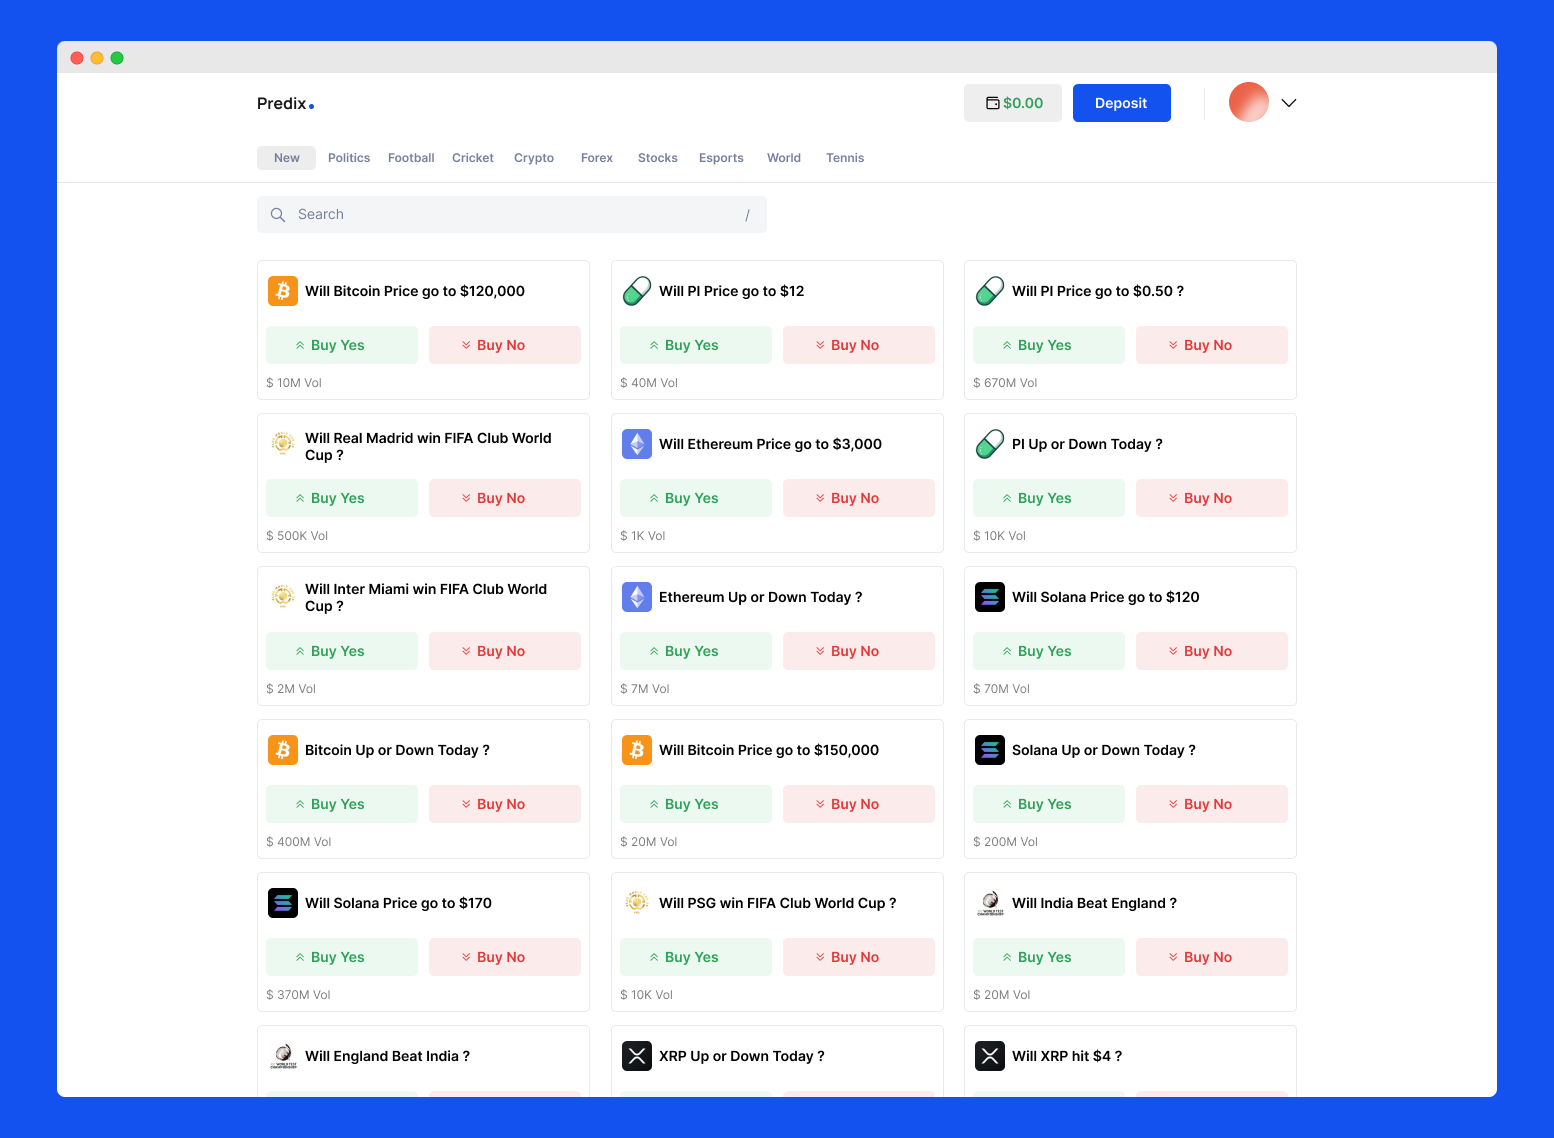 Predix
$0.00
Deposit
New Politics Football Cricket Crypto Forex Stocks Esports World Tennis
Search /
Will Bitcoin Price go to $120,000
Buy Yes Buy No
$ 10M Vol
Will PI Price go to $12
Buy Yes Buy No
$ 40M Vol
Will PI Price go to $0.50 ?
Buy Yes Buy No
$ 670M Vol
Will Real Madrid win FIFA Club World
Cup ?
Buy Yes Buy No
$ 500K Vol
Will Ethereum Price go to $3,000
Buy Yes Buy No
$ 1K Vol
PI Up or Down Today ?
Buy Yes Buy No
$ 10K Vol
Will Inter Miami win FIFA Club World
Cup ?
Buy Yes Buy No
$ 2M Vol
Ethereum Up or Down Today ?
Buy Yes Buy No
$ 7M Vol
Will Solana Price go to $120
Buy Yes Buy No
$ 70M Vol
Bitcoin Up or Down Today ?
Buy Yes Buy No
$ 400M Vol
Will Bitcoin Price go to $150,000
Buy Yes Buy No
$ 20M Vol
Solana Up or Down Today ?
Buy Yes Buy No
$ 200M Vol
Will Solana Price go to $170
Buy Yes Buy No
$ 370M Vol
Will PSG win FIFA Club World Cup ?
Buy Yes Buy No
$ 10K Vol
WORLD TEST
CHAMPIONSHIP
Will India Beat England ?
Buy Yes Buy No
$ 20M Vol
WORLD TEST
CHAMPIONSHIP
Will England Beat India ?
XRP Up or Down Today ?
Will XRP hit $4 ?